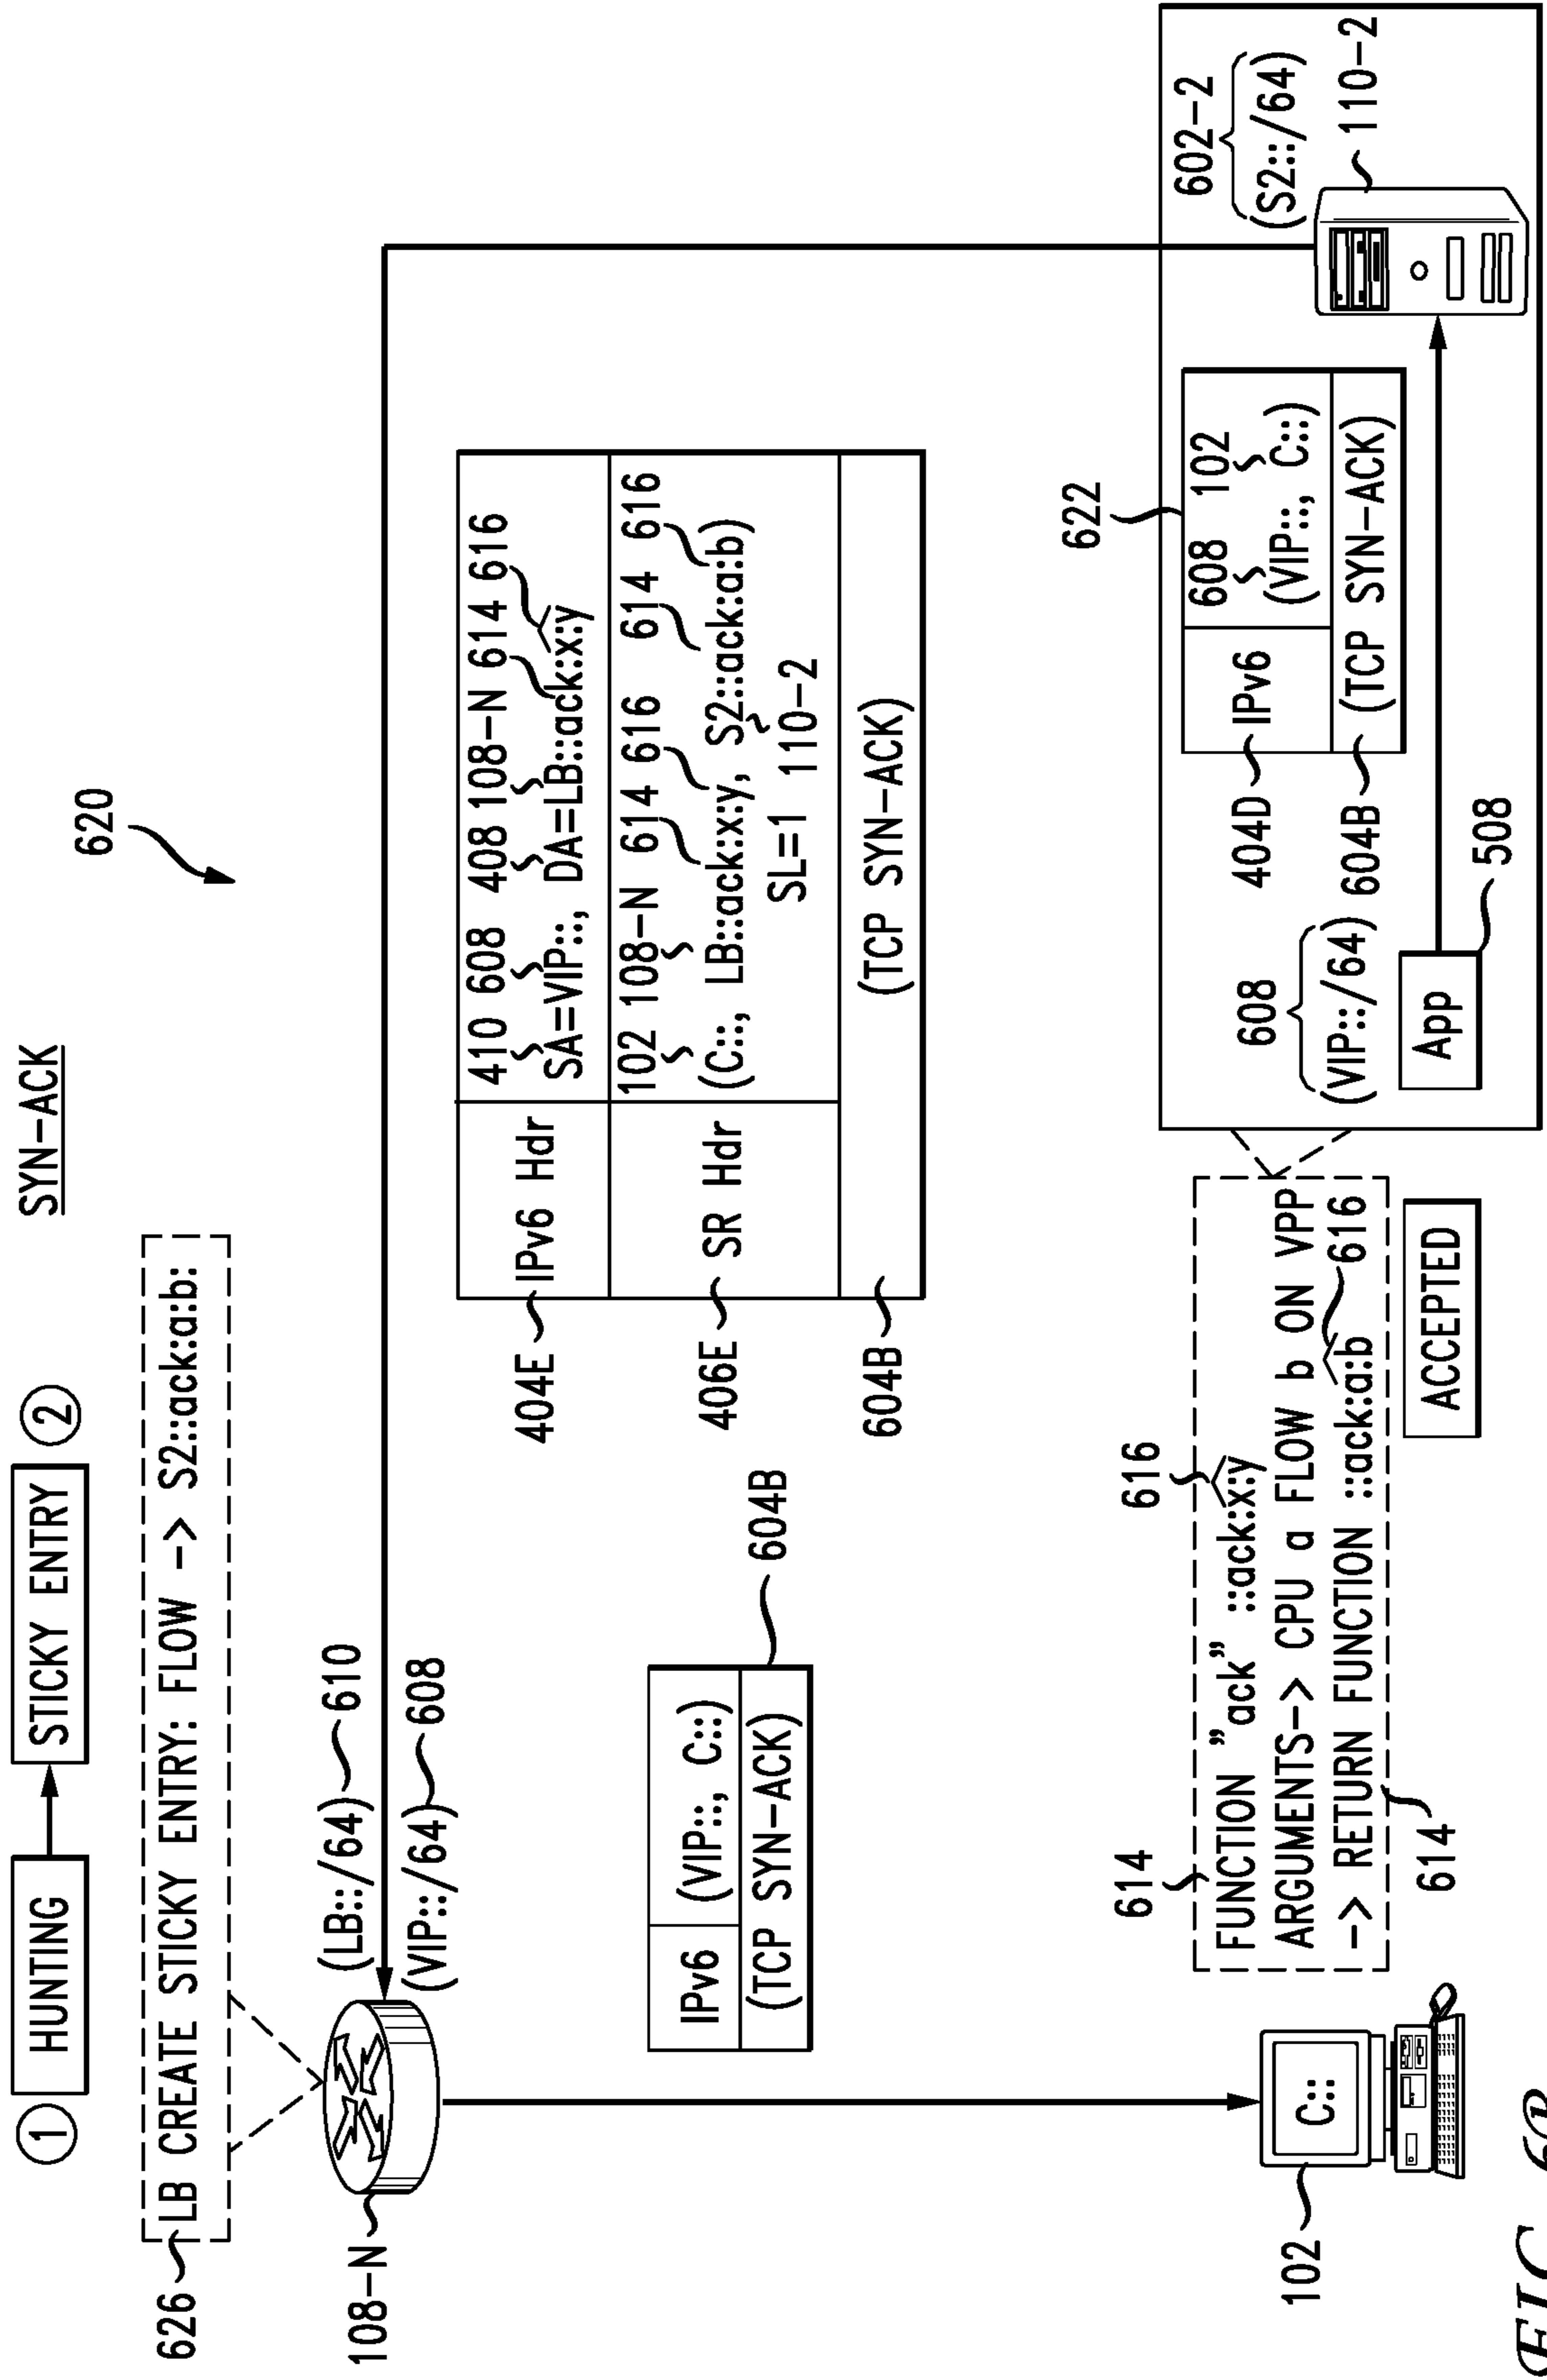 SYN-ACK
620
① HUNTING
STICKY ENTRY ②
626
LB CREATE STICKY ENTRY: FLOW -> S2::ack:a:b:
108-N
(LB::/64) 610
(VIP::/64) 608
404E
IPv6 Hdr
410 608 408 108-N 614 616
SA=VIP::, DA=LB::ack:x:y
406E
SR Hdr
102 108-N 614 616 614 616
(C::, LB::ack:x:y, S2::ack:a:b)
SL=1 110-2
604B
(TCP SYN-ACK)
IPv6
(VIP::, C::)
(TCP SYN-ACK)
604B
602-2
(S2::/64)
110-2
622
404D
IPv6
608 102
(VIP::, C::)
604B
(TCP SYN-ACK)
608
(VIP::/64)
App
508
614
616
FUNCTION "ack" ::ack:x:y
ARGUMENTS-> CPU a FLOW b ON VPP
-> RETURN FUNCTION ::ack:a:b
616
614
ACCEPTED
C::
102